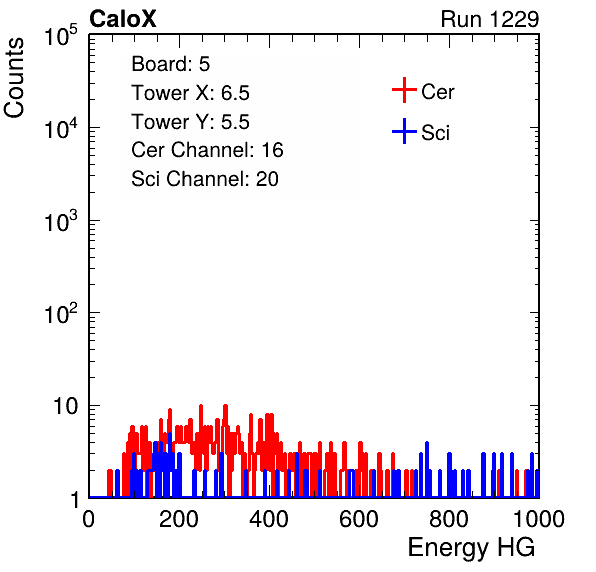 CaloX Run 1229
Counts
10^5
10^4
10^3
10^2
10
1
Board: 5
Tower X: 6.5
Tower Y: 5.5
Cer Channel: 16
Sci Channel: 20
Cer
Sci
0 200 400 600 800 1000
Energy HG